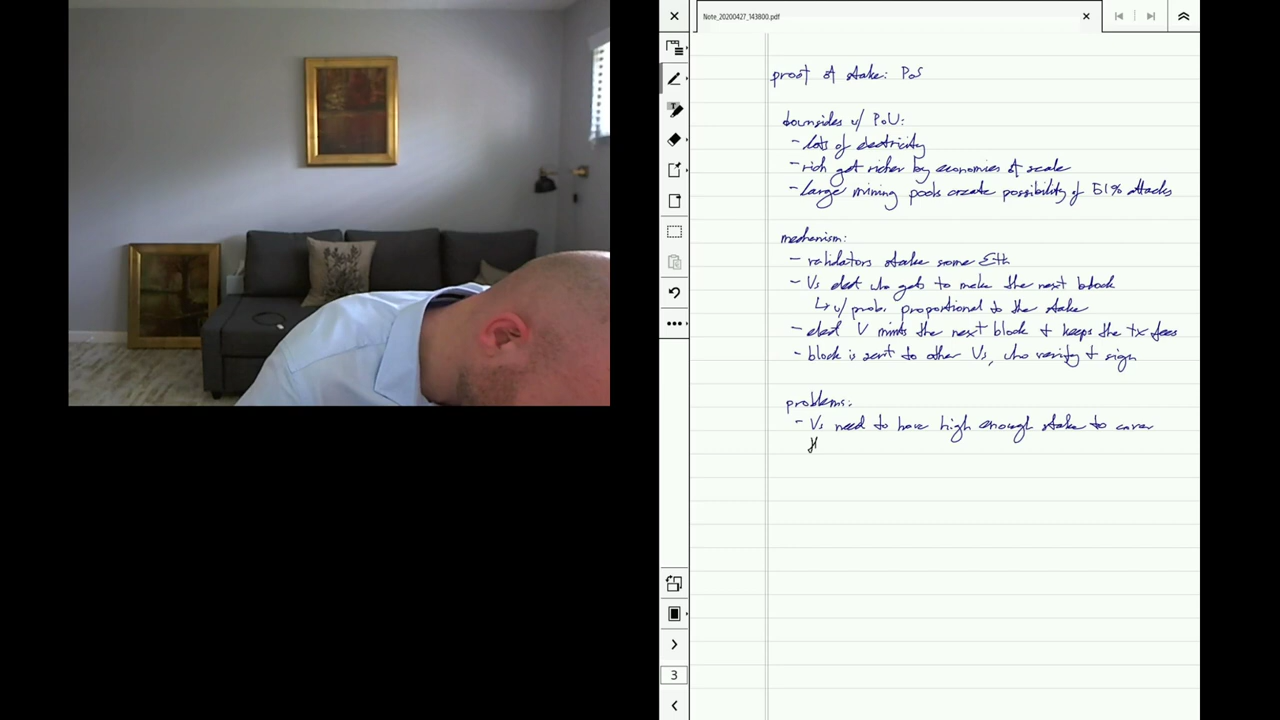 Note_20200427_143800.pdf
proof of stake: PoS
downsides w/ PoW:
- lots of electricity
- rich get richer by economies of scale
- large mining pools create possibility of 51% attacks
mechanism:
- validators stake some Eth
- Vs elect who gets to make the next block
↳ w/ prob. proportional to the stake
- elect V mints the next block + keeps the tx fees
- block is sent to other Vs, who verify + sign
problems:
- Vs need to have high enough stake to cover
3